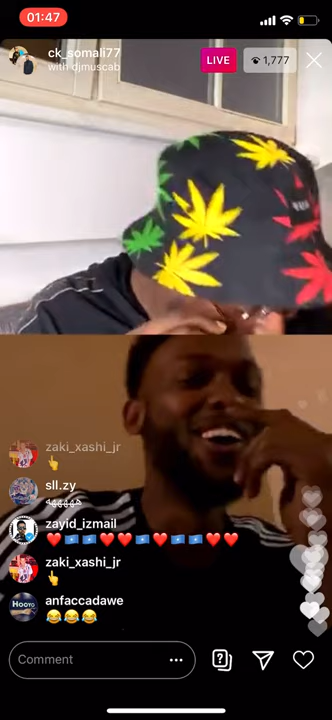 01:47
ck_somali77
with djmuscab
LIVE
1,777
zaki_xashi_jr
👆
sll.zy
zayid_izmail
❤️🇸🇴🇸🇴❤️❤️🇸🇴❤️🇸🇴🇸🇴❤️❤️
zaki_xashi_jr
👆
anfaccadawe
😂😂😂
Comment